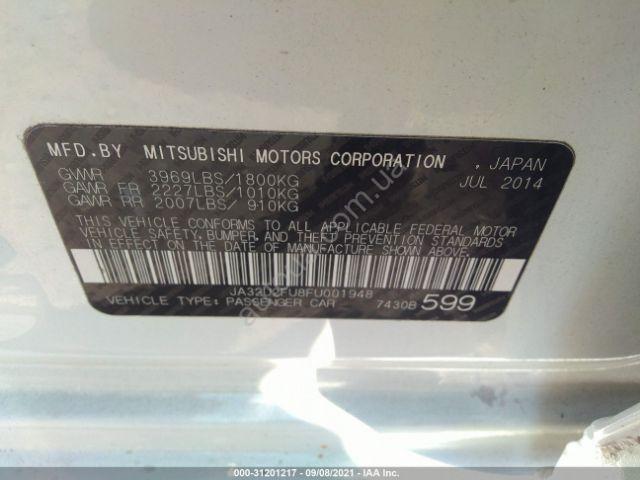 MFD.BY MITSUBISHI MOTORS CORPORATION , JAPAN
GVWR 3969LBS/1800KG JUL 2014
GAWR FR 2227LBS/1010KG
GAWR RR 2007LBS/ 910KG
THIS VEHICLE CONFORMS TO ALL APPLICABLE FEDERAL MOTOR
VEHICLE SAFETY, BUMPER, AND THEFT PREVENTION STANDARDS
IN EFFECT ON THE DATE OF MANUFACTURE SHOWN ABOVE.
JA32U2FU8FU001948
VEHICLE TYPE: PASSENGER CAR 7430B 599
000-31201217 - 09/08/2021 - IAA Inc.